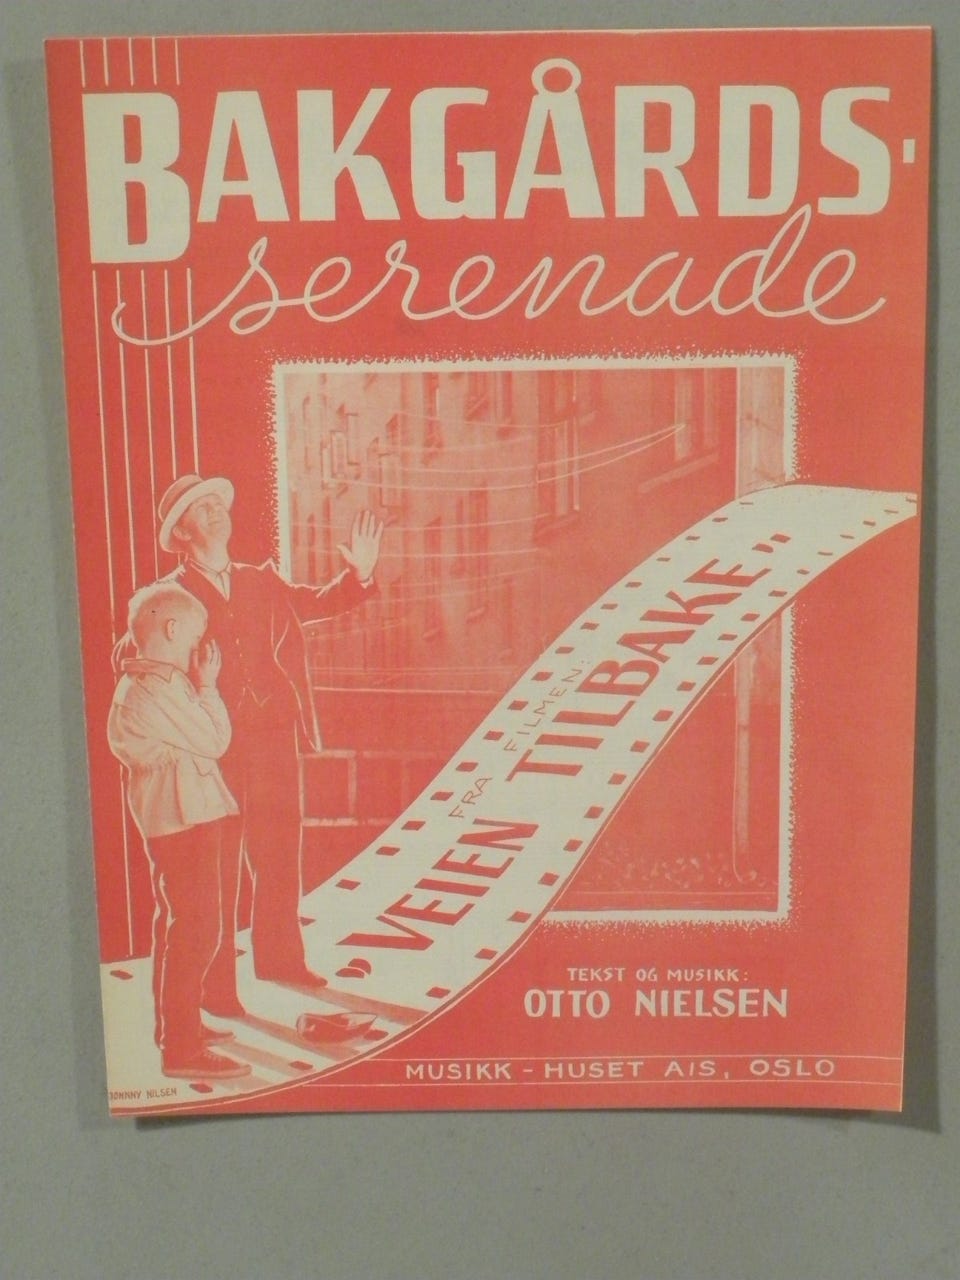 BAKGÅRDS-
serenade
FRA FILMEN:
"VEIEN TILBAKE"
TEKST OG MUSIKK:
OTTO NIELSEN
MUSIKK-HUSET A/S, OSLO
JOHNNY NILSEN